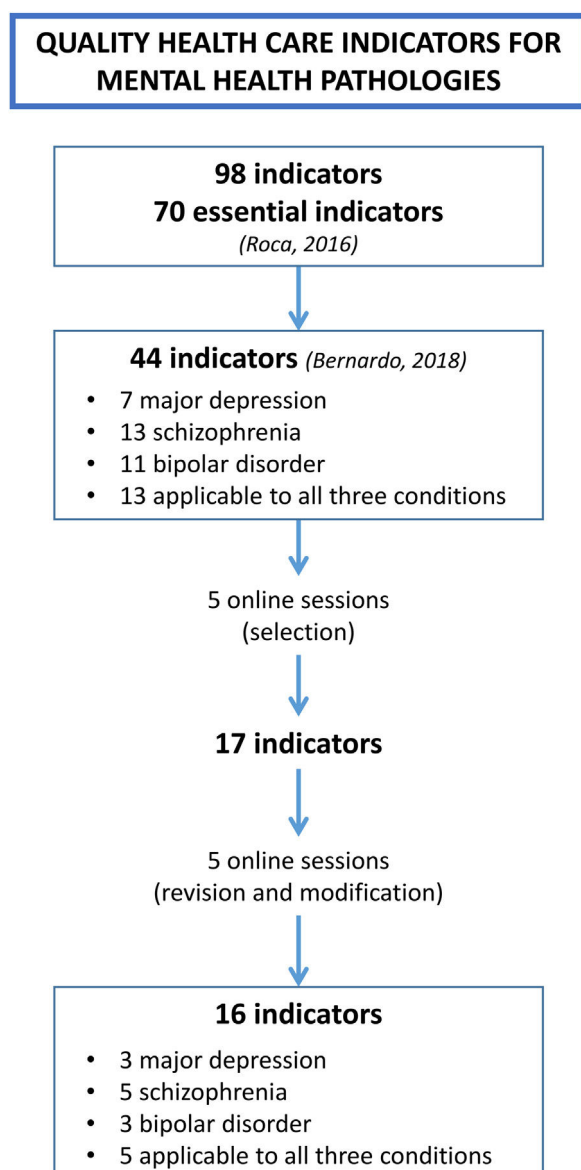 QUALITY HEALTH CARE INDICATORS FOR
MENTAL HEALTH PATHOLOGIES
98 indicators
70 essential indicators
(Roca, 2016)
44 indicators (Bernardo, 2018)
• 7 major depression
• 13 schizophrenia
• 11 bipolar disorder
• 13 applicable to all three conditions
5 online sessions
(selection)
17 indicators
5 online sessions
(revision and modification)
16 indicators
• 3 major depression
• 5 schizophrenia
• 3 bipolar disorder
• 5 applicable to all three conditions